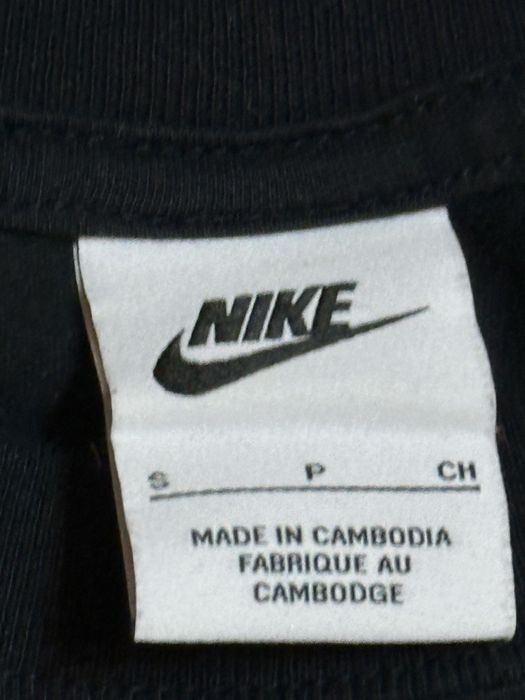 NIKE
S P CH
MADE IN CAMBODIA
FABRIQUE AU
CAMBODGE